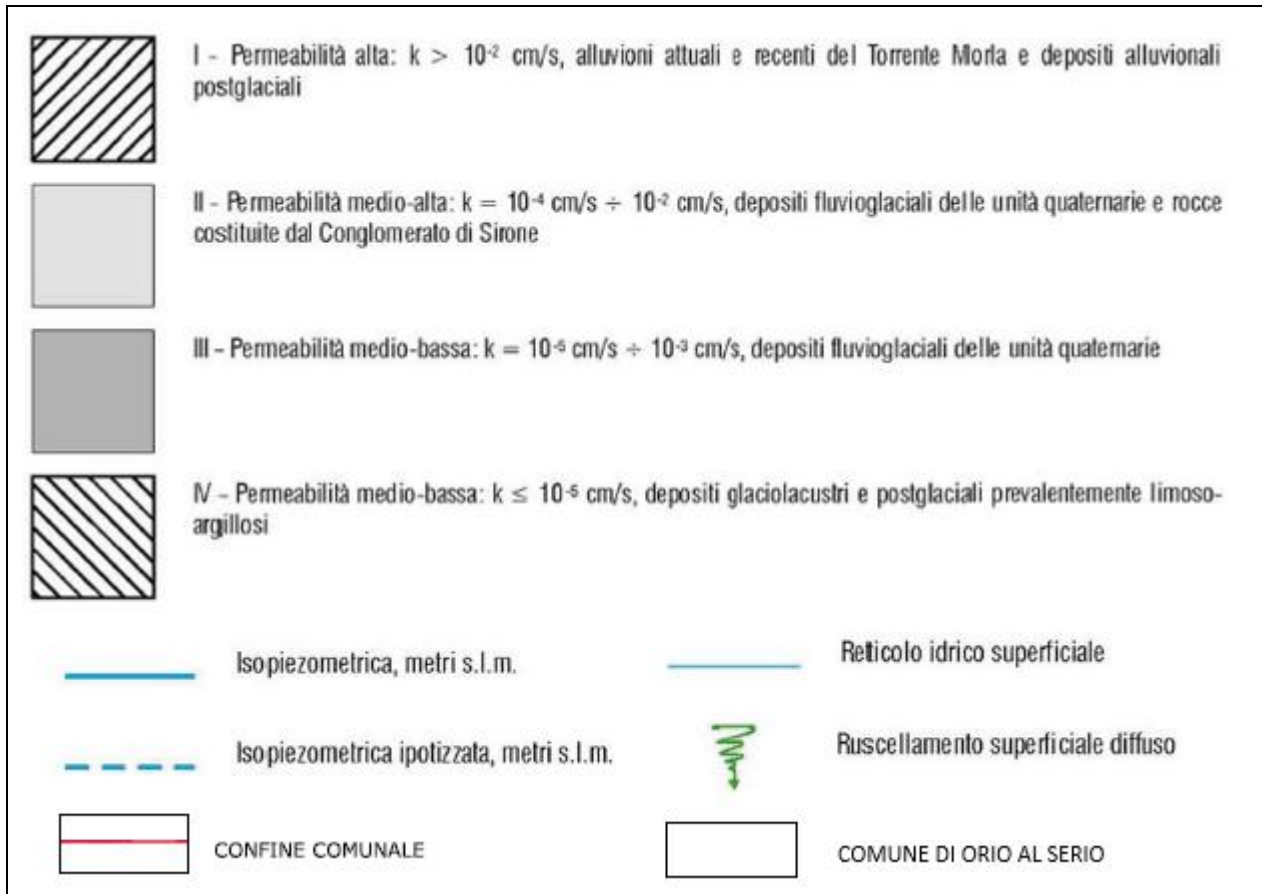 I - Permeabilità alta: k > 10⁻² cm/s, alluvioni attuali e recenti del Torrente Morla e depositi alluvionali
postglaciali
II - Permeabilità medio-alta: k = 10⁻⁴ cm/s ÷ 10⁻² cm/s, depositi fluvioglaciali delle unità quaternarie e rocce
costituite dal Conglomerato di Sirone
III - Permeabilità medio-bassa: k = 10⁻⁵ cm/s ÷ 10⁻³ cm/s, depositi fluvioglaciali delle unità quaternarie
IV - Permeabilità medio-bassa: k ≤ 10⁻⁵ cm/s, depositi glaciolacustri e postglaciali prevalentemente limoso-
argillosi
Isopiezometrica, metri s.l.m.
Reticolo idrico superficiale
Isopiezometrica ipotizzata, metri s.l.m.
Ruscellamento superficiale diffuso
CONFINE COMUNALE
COMUNE DI ORIO AL SERIO